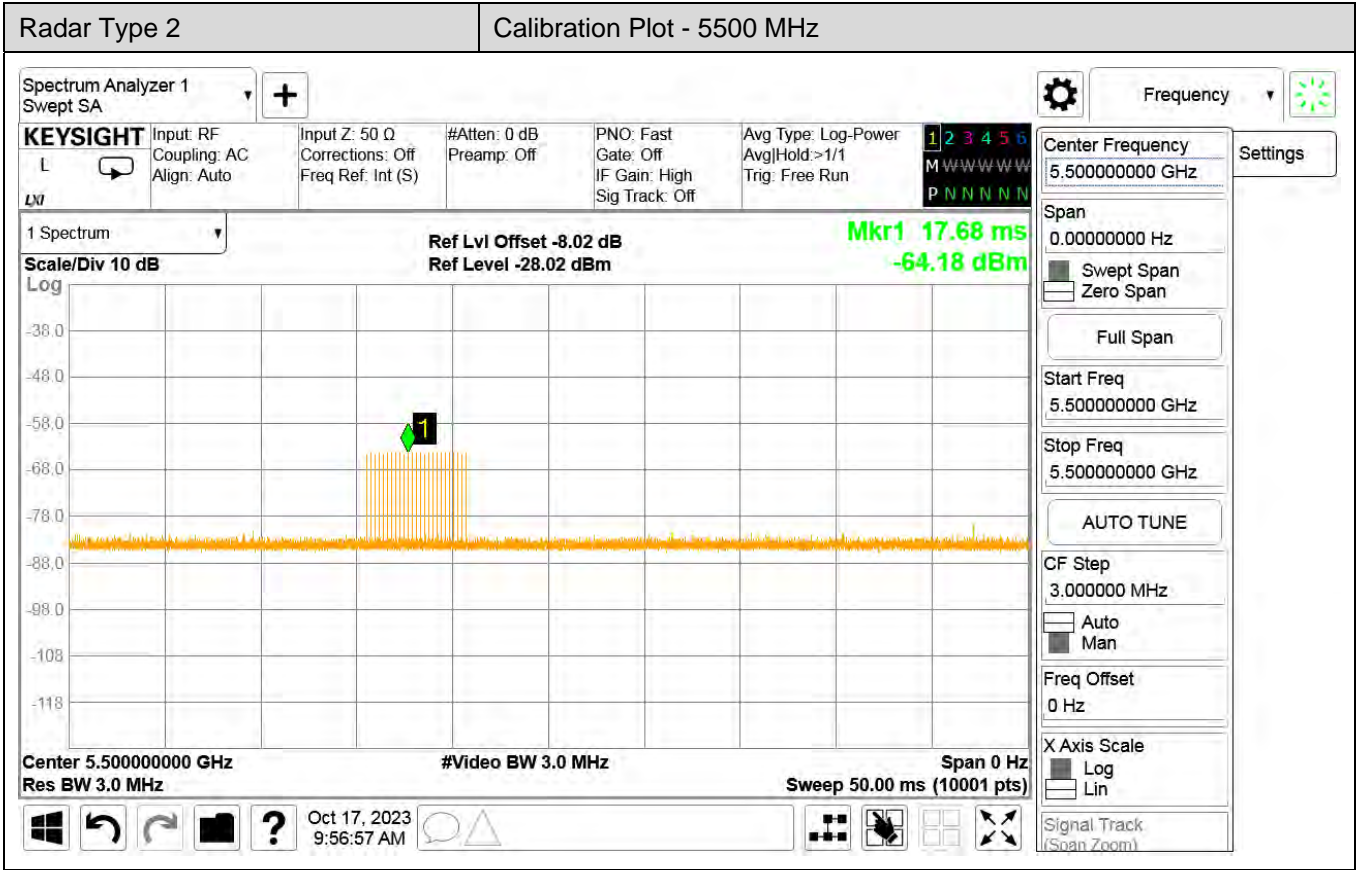 Radar Type 2
Calibration Plot - 5500 MHz
Spectrum Analyzer 1
Swept SA
+
Frequency
KEYSIGHT
L
LXI
Input: RF
Coupling: AC
Align: Auto
Input Z: 50 Ω
Corrections: Off
Freq Ref: Int (S)
#Atten: 0 dB
Preamp: Off
PNO: Fast
Gate: Off
IF Gain: High
Sig Track: Off
Avg Type: Log-Power
Avg|Hold:>1/1
Trig: Free Run
1 2 3 4 5 6
M W W W W W
P N N N N N
Settings
1 Spectrum
Scale/Div 10 dB
Log
Ref Lvl Offset -8.02 dB
Ref Level -28.02 dBm
Mkr1 17.68 ms
-64.18 dBm
-38.0
-48.0
-58.0
-68.0
-78.0
-88.0
-98.0
-108
-118
1
Center 5.500000000 GHz
Res BW 3.0 MHz
#Video BW 3.0 MHz
Span 0 Hz
Sweep 50.00 ms (10001 pts)
Center Frequency
5.500000000 GHz
Span
0.00000000 Hz
Swept Span
Zero Span
Full Span
Start Freq
5.500000000 GHz
Stop Freq
5.500000000 GHz
AUTO TUNE
CF Step
3.000000 MHz
Auto
Man
Freq Offset
0 Hz
X Axis Scale
Log
Lin
Signal Track
(Span Zoom)
?
Oct 17, 2023
9:56:57 AM